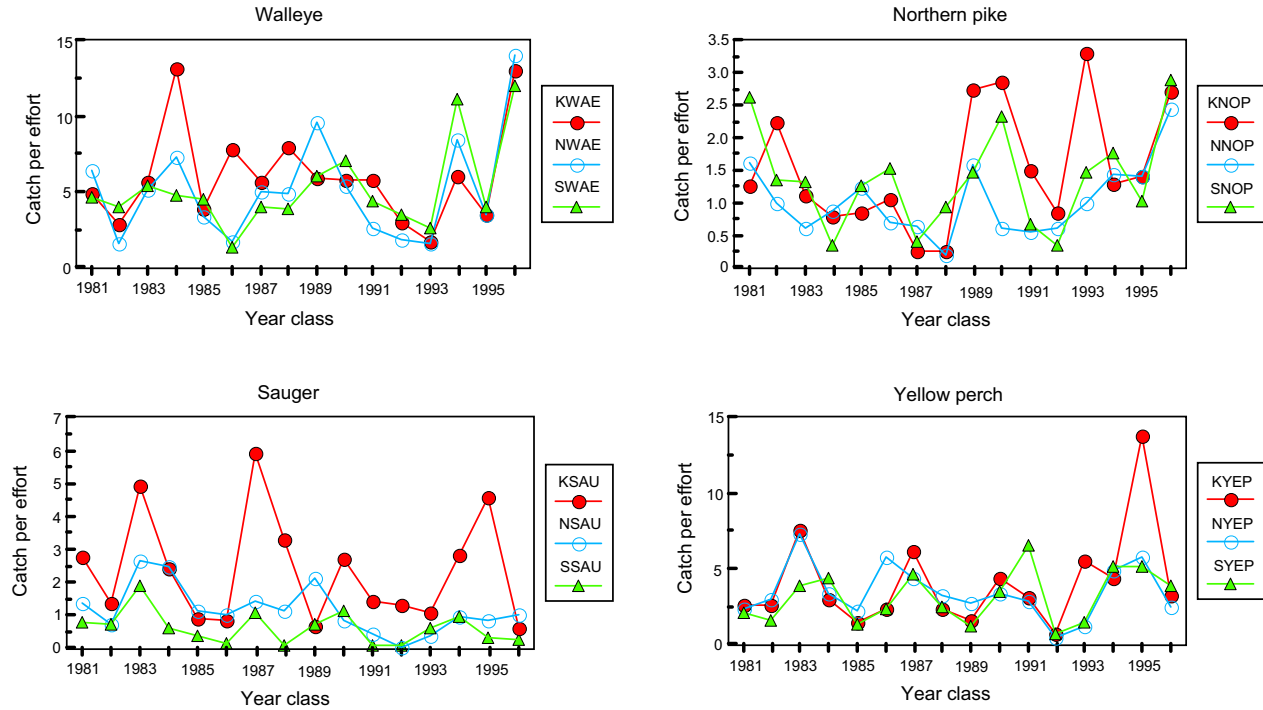 Walleye
15
10
5
0
Catch per effort
1981
1983
1985
1987
1989
1991
1993
1995
Year class
KWAE
NWAE
SWAE
Northern pike
3.5
3.0
2.5
2.0
1.5
1.0
0.5
0
Catch per effort
1981
1983
1985
1987
1989
1991
1993
1995
Year class
KNOP
NNOP
SNOP
Sauger
7
6
5
4
3
2
1
0
Catch per effort
1981
1983
1985
1987
1989
1991
1993
1995
Year class
KSAU
NSAU
SSAU
Yellow perch
15
10
5
0
Catch per effort
1981
1983
1985
1987
1989
1991
1993
1995
Year class
KYEP
NYEP
SYEP